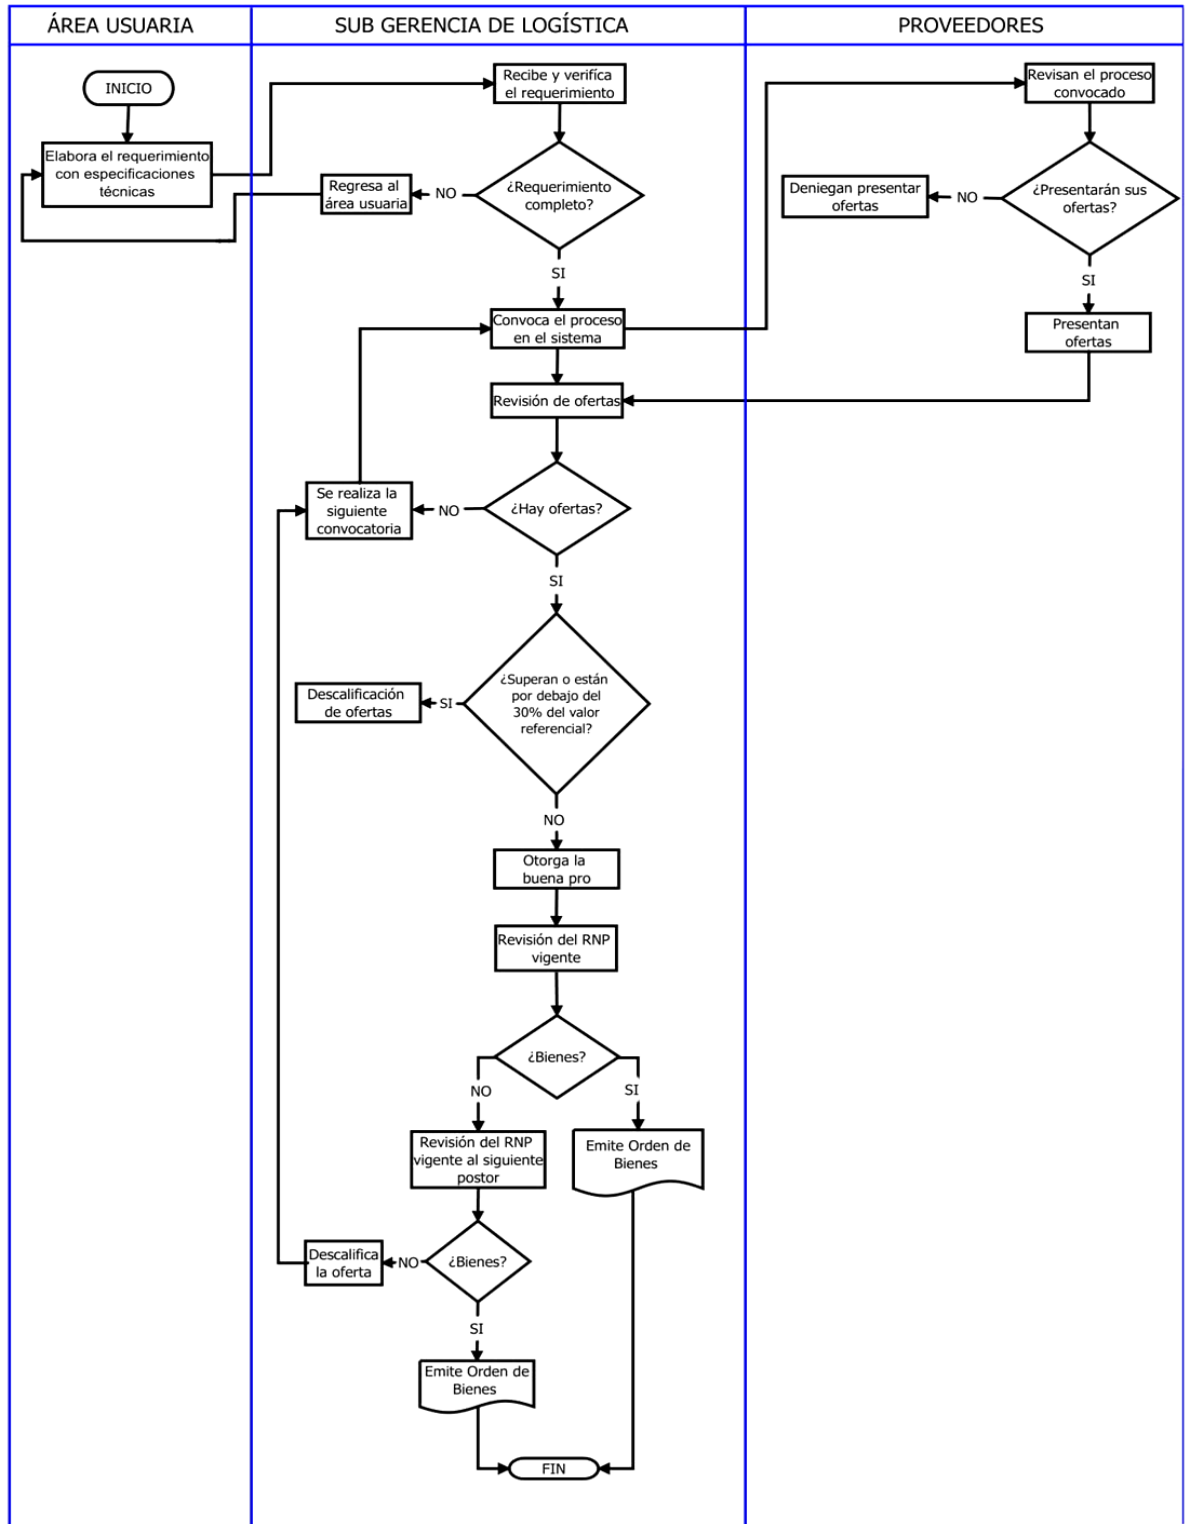 ÁREA USUARIA
SUB GERENCIA DE LOGÍSTICA
PROVEEDORES
INICIO
Elabora el requerimiento
con especificaciones
técnicas
Recibe y verifica
el requerimiento
¿Requerimiento
completo?
NO
Regresa al
área usuaria
SI
Convoca el proceso
en el sistema
Revisan el proceso
convocado
¿Presentarán sus
ofertas?
NO
Deniegan presentar
ofertas
SI
Presentan
ofertas
Revisión de ofertas
¿Hay ofertas?
NO
Se realiza la
siguiente
convocatoria
SI
¿Superan o están
por debajo del
30% del valor
referencial?
SI
Descalificación
de ofertas
NO
Otorga la
buena pro
Revisión del RNP
vigente
¿Bienes?
NO
SI
Revisión del RNP
vigente al siguiente
postor
Emite Orden de
Bienes
¿Bienes?
NO
Descalifica
la oferta
SI
Emite Orden de
Bienes
FIN